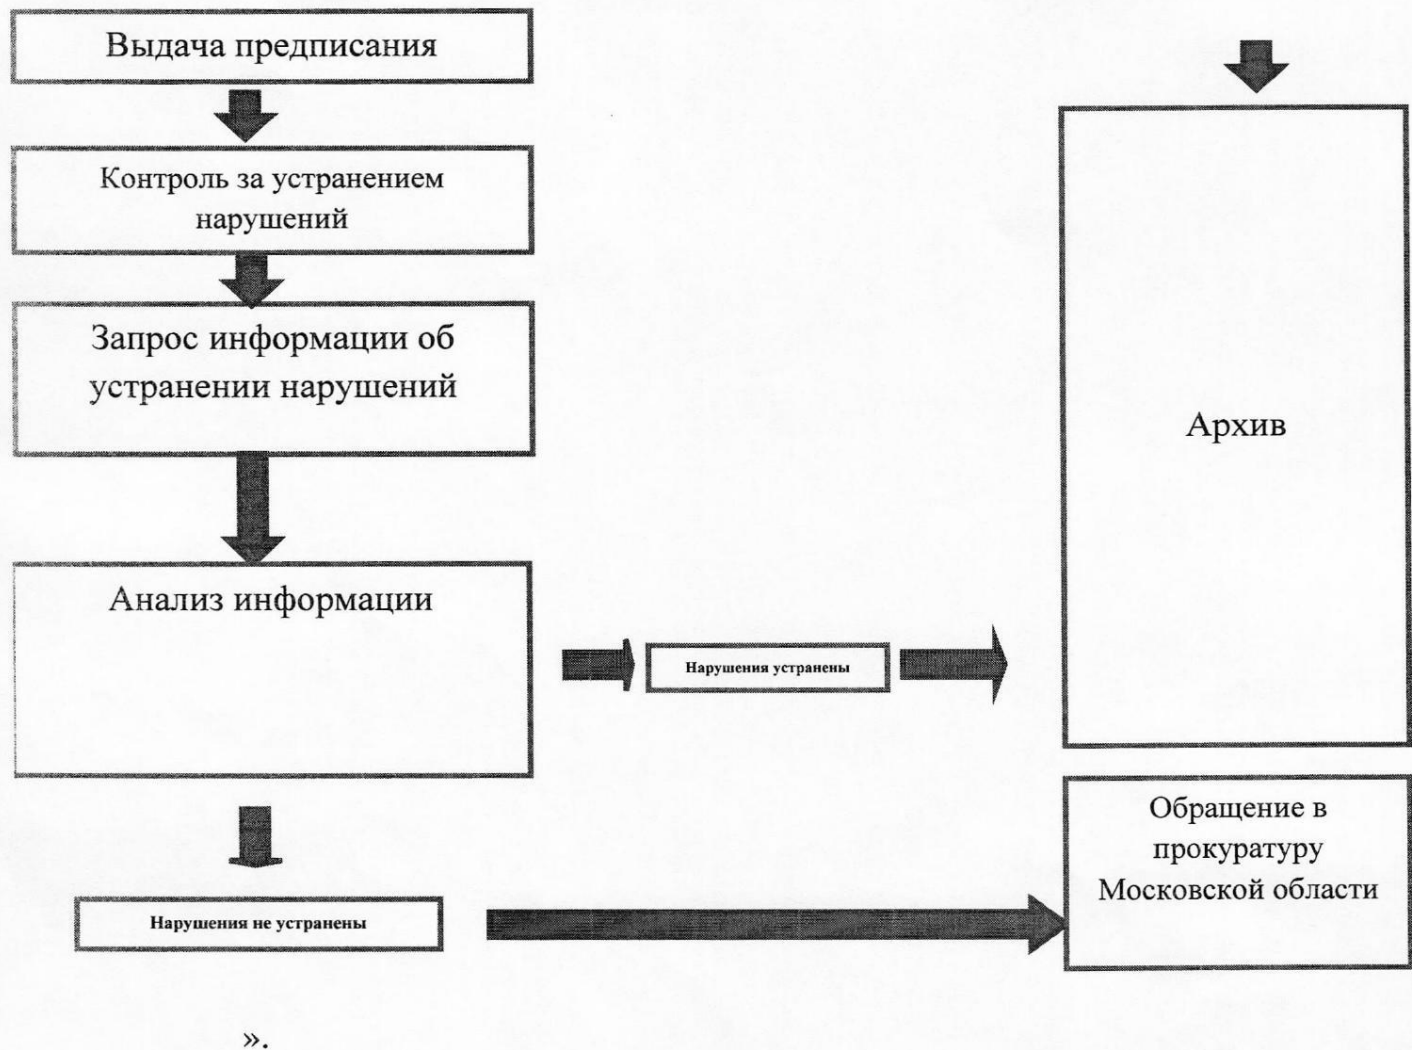 Выдача предписания
Контроль за устранением
нарушений
Запрос информации об
устранении нарушений
Архив
Анализ информации
Нарушения устранены
Обращение в
прокуратуру
Московской области
Нарушения не устранены
».